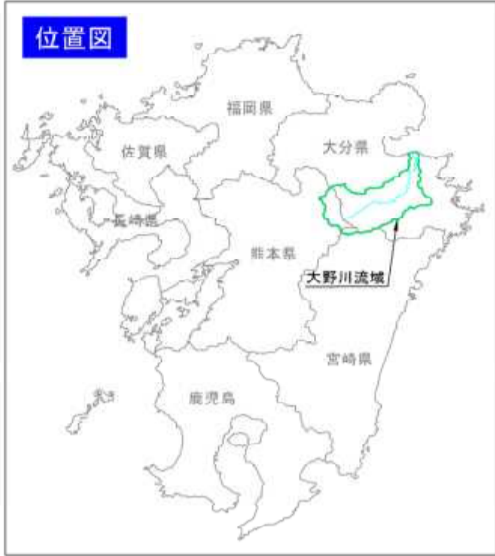 位置図
福岡県
佐賀県
大分県
長崎県
熊本県
大野川流域
宮崎県
鹿児島